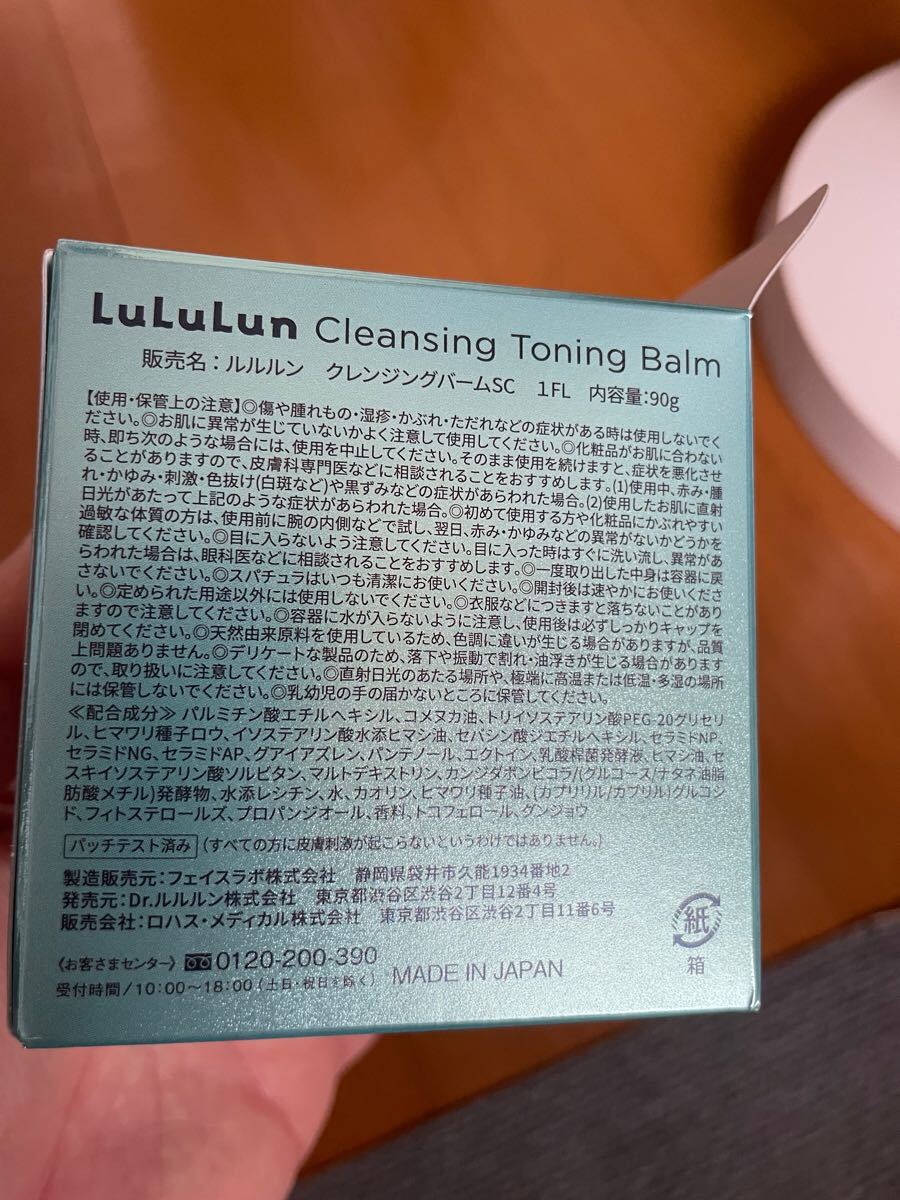 LuLuLun Cleansing Toning Balm
販売名：ルルルン　クレンジングバームSC　1FL　内容量:90g
【使用・保管上の注意】◎傷や腫れもの・湿疹・かぶれ・ただれなどの症状がある時は使用しないでく
ださい。◎お肌に異常が生じていないかよく注意して使用してください。◎化粧品がお肌に合わない
時、即ち次のような場合には、使用を中止してください。そのまま使用を続けますと、症状を悪化させ
ることがありますので、皮膚科専門医などに相談されることをおすすめします。(1)使用中、赤み・腫
れ・かゆみ・刺激・色抜け(白斑など)や黒ずみなどの症状があらわれた場合。(2)使用したお肌に直射
日光があたって上記のような症状があらわれた場合。◎初めて使用する方や化粧品にかぶれやすい
過敏な体質の方は、使用前に腕の内側などで試し、翌日、赤み・かゆみなどの異常がないかどうかを
確認してください。◎目に入らないよう注意してください。目に入った時はすぐに洗い流し、異常があ
らわれた場合は、眼科医などに相談されることをおすすめします。◎一度取り出した中身は容器に戻
さないでください。◎スパチュラはいつも清潔にお使いください。◎開封後は速やかにお使いくださ
い。◎定められた用途以外には使用しないでください。◎衣服などにつきますと落ちないことがあり
ますので注意してください。◎容器に水が入らないように注意し、使用後は必ずしっかりキャップを
閉めてください。◎天然由来原料を使用しているため、色調に違いが生じる場合がありますが、品質
上問題ありません。◎デリケートな製品のため、落下や振動で割れ・油浮きが生じる場合があります
ので、取り扱いに注意してください。◎直射日光のあたる場所や、極端に高温または低温・多湿の場所
には保管しないでください。◎乳幼児の手の届かないところに保管してください。
≪配合成分≫パルミチン酸エチルヘキシル、コメヌカ油、トリイソステアリン酸PEG-20グリセリ
ル、ヒマワリ種子ロウ、イソステアリン酸水添ヒマシ油、セバシン酸ジエチルヘキシル、セラミドNP、
セラミドNG、セラミドAP、グアイアズレン、パンテノール、エクトイン、乳酸桿菌発酵液、ヒマシ油、セ
スキイソステアリン酸ソルビタン、マルトデキストリン、カンジダボンビコラ/(グルコース/ナタネ油脂
肪酸メチル)発酵物、水添レシチン、水、カオリン、ヒマワリ種子油、(カプリリル/カプリル)グルコシ
ド、フィトステロールズ、プロパンジオール、香料、トコフェロール、グンジョウ
パッチテスト済み (すべての方に皮膚刺激が起こらないというわけではありません。)
製造販売元：フェイスラボ株式会社　静岡県袋井市久能1934番地2
発売元：Dr.ルルルン株式会社　東京都渋谷区渋谷2丁目12番4号
販売会社：ロハス・メディカル株式会社　東京都渋谷区渋谷2丁目11番6号
紙
箱
《お客さまセンター》 0120-200-390 MADE IN JAPAN
受付時間/10:00～18:00(土日・祝日を除く)